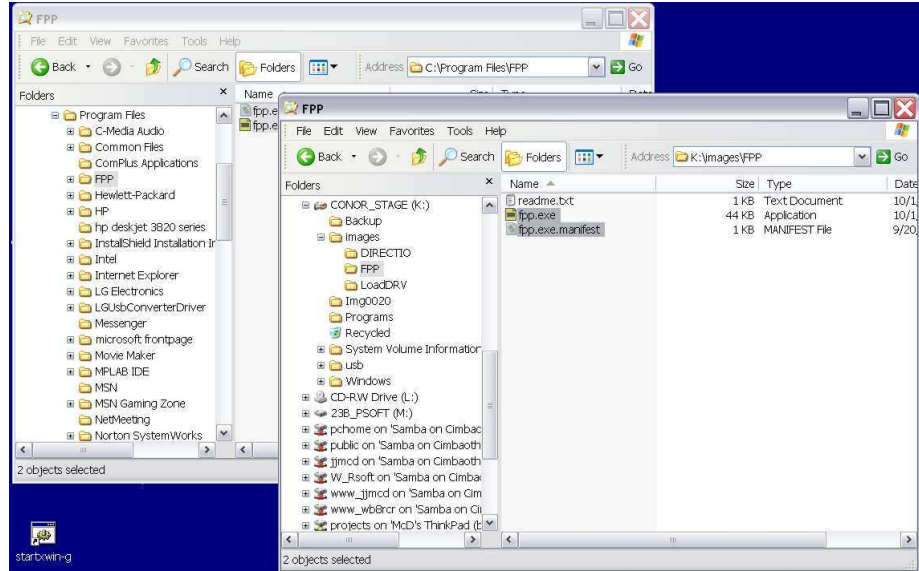 FPP
File Edit View Favorites Tools Help
Back Search Folders Address C:\Program Files\FPP Go
Folders
Name
Program Files
C-Media Audio
Common Files
ComPlus Applications
FPP
Hewlett-Packard
HP
hp deskjet 3820 series
InstallShield Installation Ir
Intel
Internet Explorer
LG Electronics
LGUsbConverterDriver
Messenger
microsoft frontpage
Movie Maker
MPLAB IDE
MSN
MSN Gaming Zone
NetMeeting
Norton SystemWorks
fpp.e
fpp.e
2 objects selected
FPP
File Edit View Favorites Tools Help
Back Search Folders Address K:\images\FPP Go
Folders
Name Size Type Date
CONOR_STAGE (K:)
Backup
images
DIRECTIO
FPP
LoadDRV
Img0020
Programs
Recycled
System Volume Information
usb
Windows
CD-RW Drive (L:)
23B_PSOFT (M:)
pchome on 'Samba on Cimbac
public on 'Samba on Cimbaoth
jjmcd on 'Samba on Cimbaoth
W_Rsoft on 'Samba on Cimbac
www_jjmcd on 'Samba on Cim
www_wb8rcr on 'Samba on Ci
projects on 'McD's ThinkPad (t
readme.txt 1 KB Text Document 10/1
fpp.exe 44 KB Application 10/1
fpp.exe.manifest 1 KB MANIFEST File 9/20
2 objects selected
startxwin-g